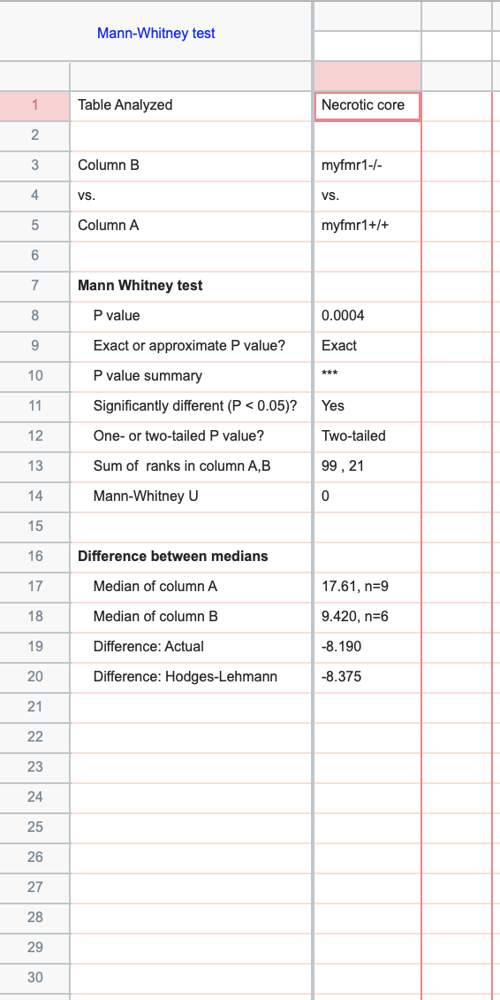 Mann-Whitney test
1 Table Analyzed Necrotic core
2
3 Column B myfmr1-/-
4 vs. vs.
5 Column A myfmr1+/+
6
7 Mann Whitney test
8 P value 0.0004
9 Exact or approximate P value? Exact
10 P value summary ***
11 Significantly different (P < 0.05)? Yes
12 One- or two-tailed P value? Two-tailed
13 Sum of  ranks in column A,B 99 , 21
14 Mann-Whitney U 0
15
16 Difference between medians
17 Median of column A 17.61, n=9
18 Median of column B 9.420, n=6
19 Difference: Actual -8.190
20 Difference: Hodges-Lehmann -8.375
21
22
23
24
25
26
27
28
29
30